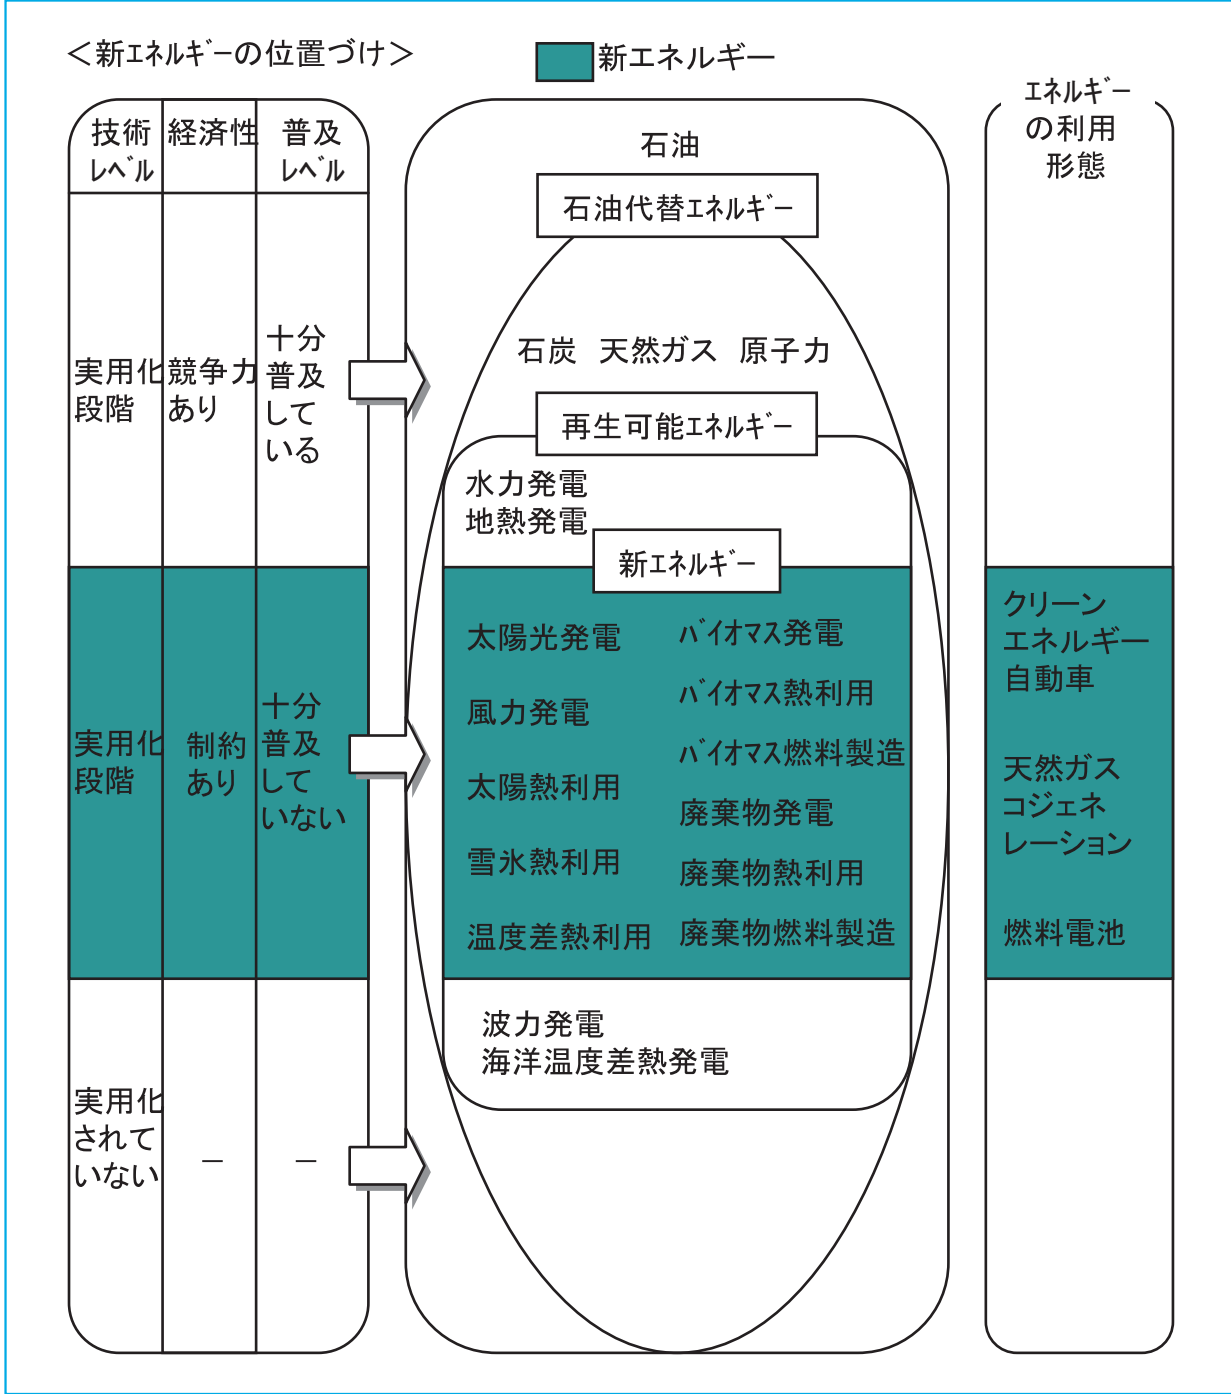 ＜新ｴﾈﾙｷﾞｰの位置づけ＞
新エネルギー
技術
レベル
経済性
普及
レベル
実用化
段階
競争力
あり
十分
普及
して
いる
実用化
段階
制約
あり
十分
普及
して
いない
実用化
されて
いない
－
－
石油
石油代替ｴﾈﾙｷﾞｰ
石炭　天然ガス　原子力
再生可能ｴﾈﾙｷﾞｰ
水力発電
地熱発電
新ｴﾈﾙｷﾞｰ
太陽光発電
風力発電
太陽熱利用
雪氷熱利用
温度差熱利用
ﾊﾞｲｵﾏｽ発電
ﾊﾞｲｵﾏｽ熱利用
ﾊﾞｲｵﾏｽ燃料製造
廃棄物発電
廃棄物熱利用
廃棄物燃料製造
波力発電
海洋温度差熱発電
ｴﾈﾙｷﾞｰ
の利用
形態
クリーン
エネルギー
自動車
天然ガス
コジェネ
レーション
燃料電池